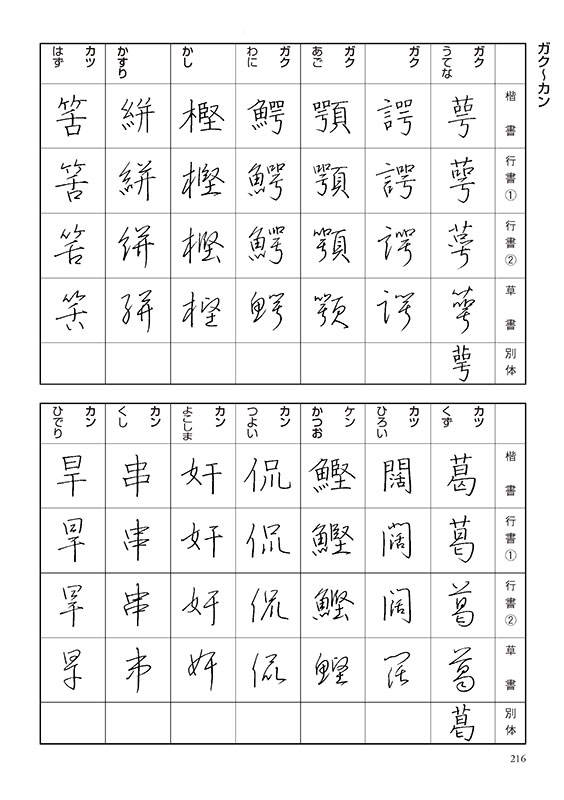 ガク〜カン
楷書 行書① 行書② 草書 別体
ガク うてな
萼 萼 萼 萼 蕚
ガク
諤 諤 諤 諤
ガク あご
顎 顎 顎 顎
ガク わに
鰐 鰐 鰐 鰐
かし
樫 樫 樫 樫
かすり
絣 絣 絣 絣
カツ はず
筈 筈 筈 筈
楷書 行書① 行書② 草書 別体
カツ くず
葛 葛 葛 葛 葛
カツ ひろい
闊 闊 闊 闊
ケン かつお
鰹 鰹 鰹 鰹
カン つよい
侃 侃 侃 侃
カン よこしま
奸 奸 奸 奸
カン くし
串 串 串 串
カン ひでり
旱 旱 旱 旱
216